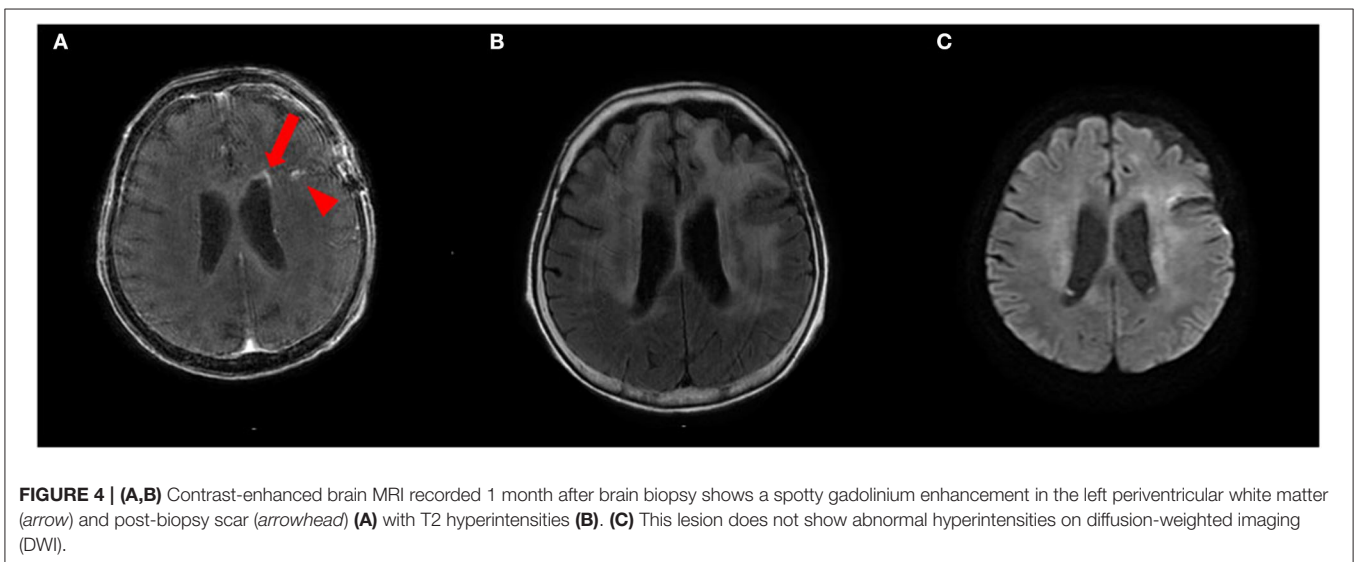 A
B
C
FIGURE 4 | (A,B) Contrast-enhanced brain MRI recorded 1 month after brain biopsy shows a spotty gadolinium enhancement in the left periventricular white matter
(arrow) and post-biopsy scar (arrowhead) (A) with T2 hyperintensities (B). (C) This lesion does not show abnormal hyperintensities on diffusion-weighted imaging
(DWI).